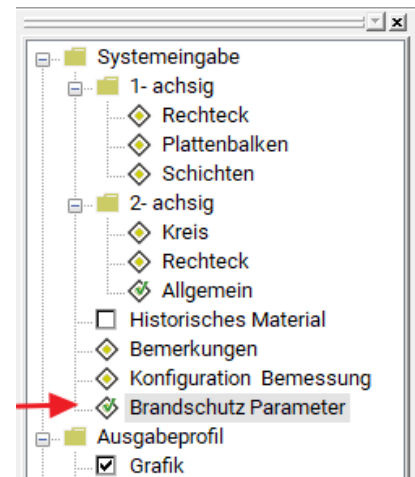 Systemeingabe
1- achsig
Rechteck
Plattenbalken
Schichten
2- achsig
Kreis
Rechteck
Allgemein
Historisches Material
Bemerkungen
Konfiguration Bemessung
Brandschutz Parameter
Ausgabeprofil
Grafik